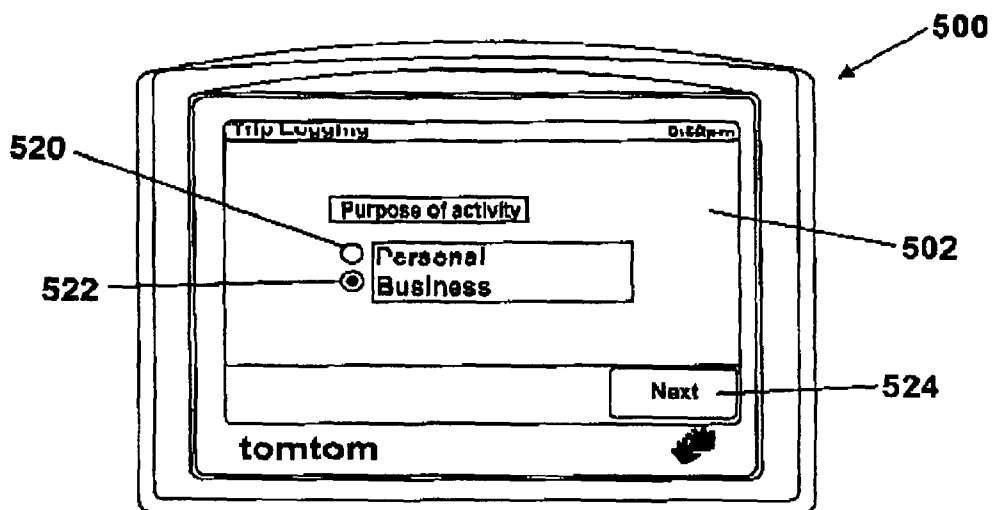 500
Trip Logging
520
Purpose of activity
Personal
502
522
Business
Next
524
tomtom